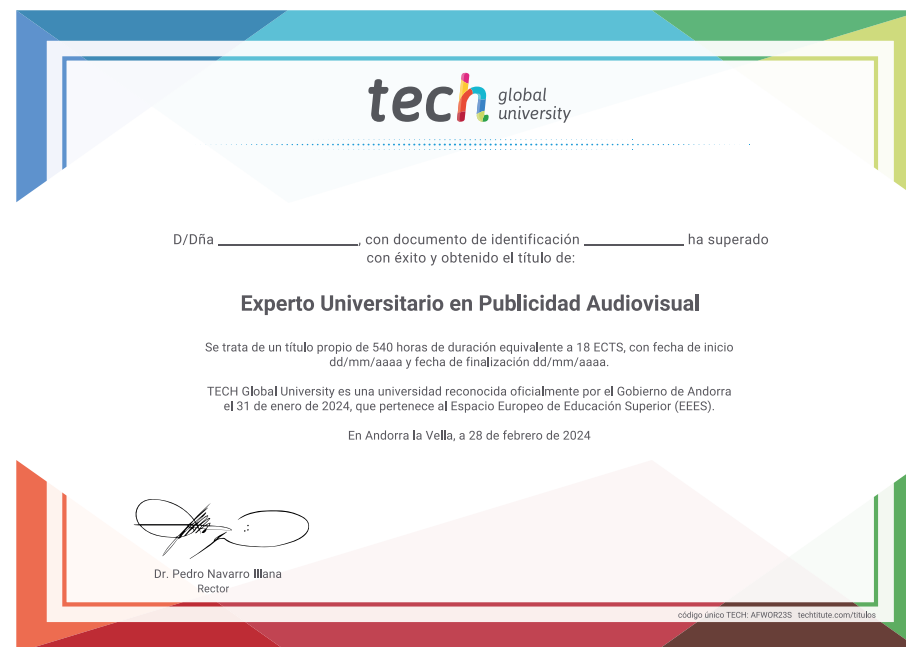 tech global university
D/Dña ____________________, con documento de identificación ______________ ha superado
con éxito y obtenido el título de:
Experto Universitario en Publicidad Audiovisual
Se trata de un título propio de 540 horas de duración equivalente a 18 ECTS, con fecha de inicio
dd/mm/aaaa y fecha de finalización dd/mm/aaaa.
TECH Global University es una universidad reconocida oficialmente por el Gobierno de Andorra
el 31 de enero de 2024, que pertenece al Espacio Europeo de Educación Superior (EEES).
En Andorra la Vella, a 28 de febrero de 2024
Dr. Pedro Navarro Illana
Rector
código único TECH: AFWOR23S techtitute.com/titulos